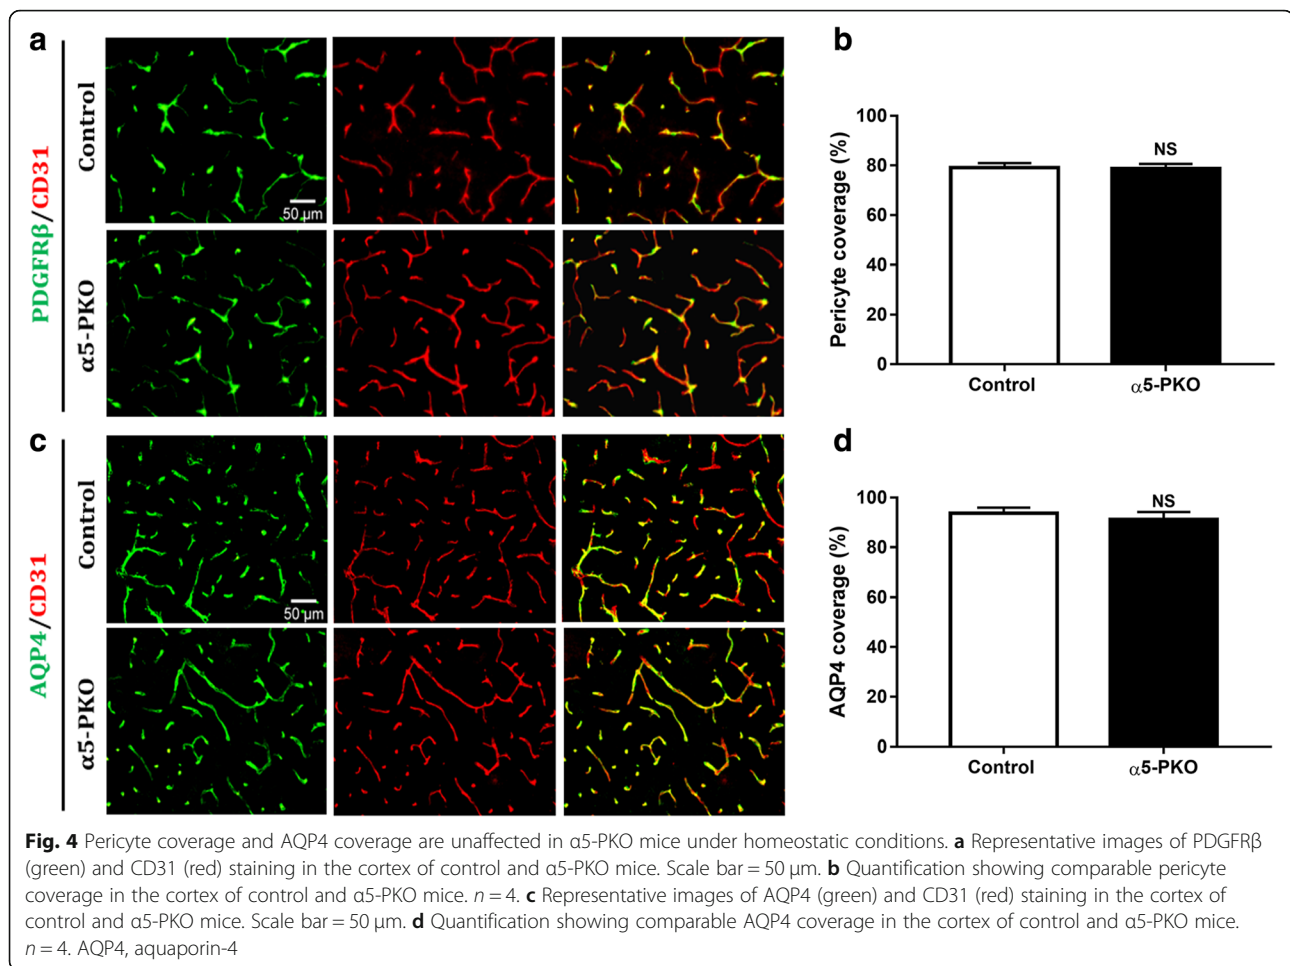 a
PDGFRβ/CD31
Control
50 µm
α5-PKO
b
Pericyte coverage (%)
100
80
60
40
20
0
NS
Control
α5-PKO
c
AQP4/CD31
Control
50 µm
α5-PKO
d
AQP4 coverage (%)
100
80
60
40
20
0
NS
Control
α5-PKO
Fig. 4 Pericyte coverage and AQP4 coverage are unaffected in α5-PKO mice under homeostatic conditions. a Representative images of PDGFRβ
(green) and CD31 (red) staining in the cortex of control and α5-PKO mice. Scale bar = 50 μm. b Quantification showing comparable pericyte
coverage in the cortex of control and α5-PKO mice. n = 4. c Representative images of AQP4 (green) and CD31 (red) staining in the cortex of
control and α5-PKO mice. Scale bar = 50 μm. d Quantification showing comparable AQP4 coverage in the cortex of control and α5-PKO mice.
n = 4. AQP4, aquaporin-4